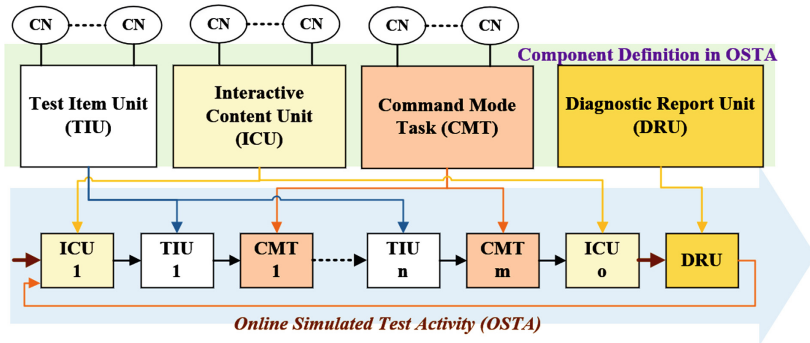 CN CN CN CN CN CN
Component Definition in OSTA
Test Item Unit
(TIU)
Interactive
Content Unit
(ICU)
Command Mode
Task (CMT)
Diagnostic Report Unit
(DRU)
ICU
1
TIU
1
CMT
1
TIU
n
CMT
m
ICU
o
DRU
Online Simulated Test Activity (OSTA)